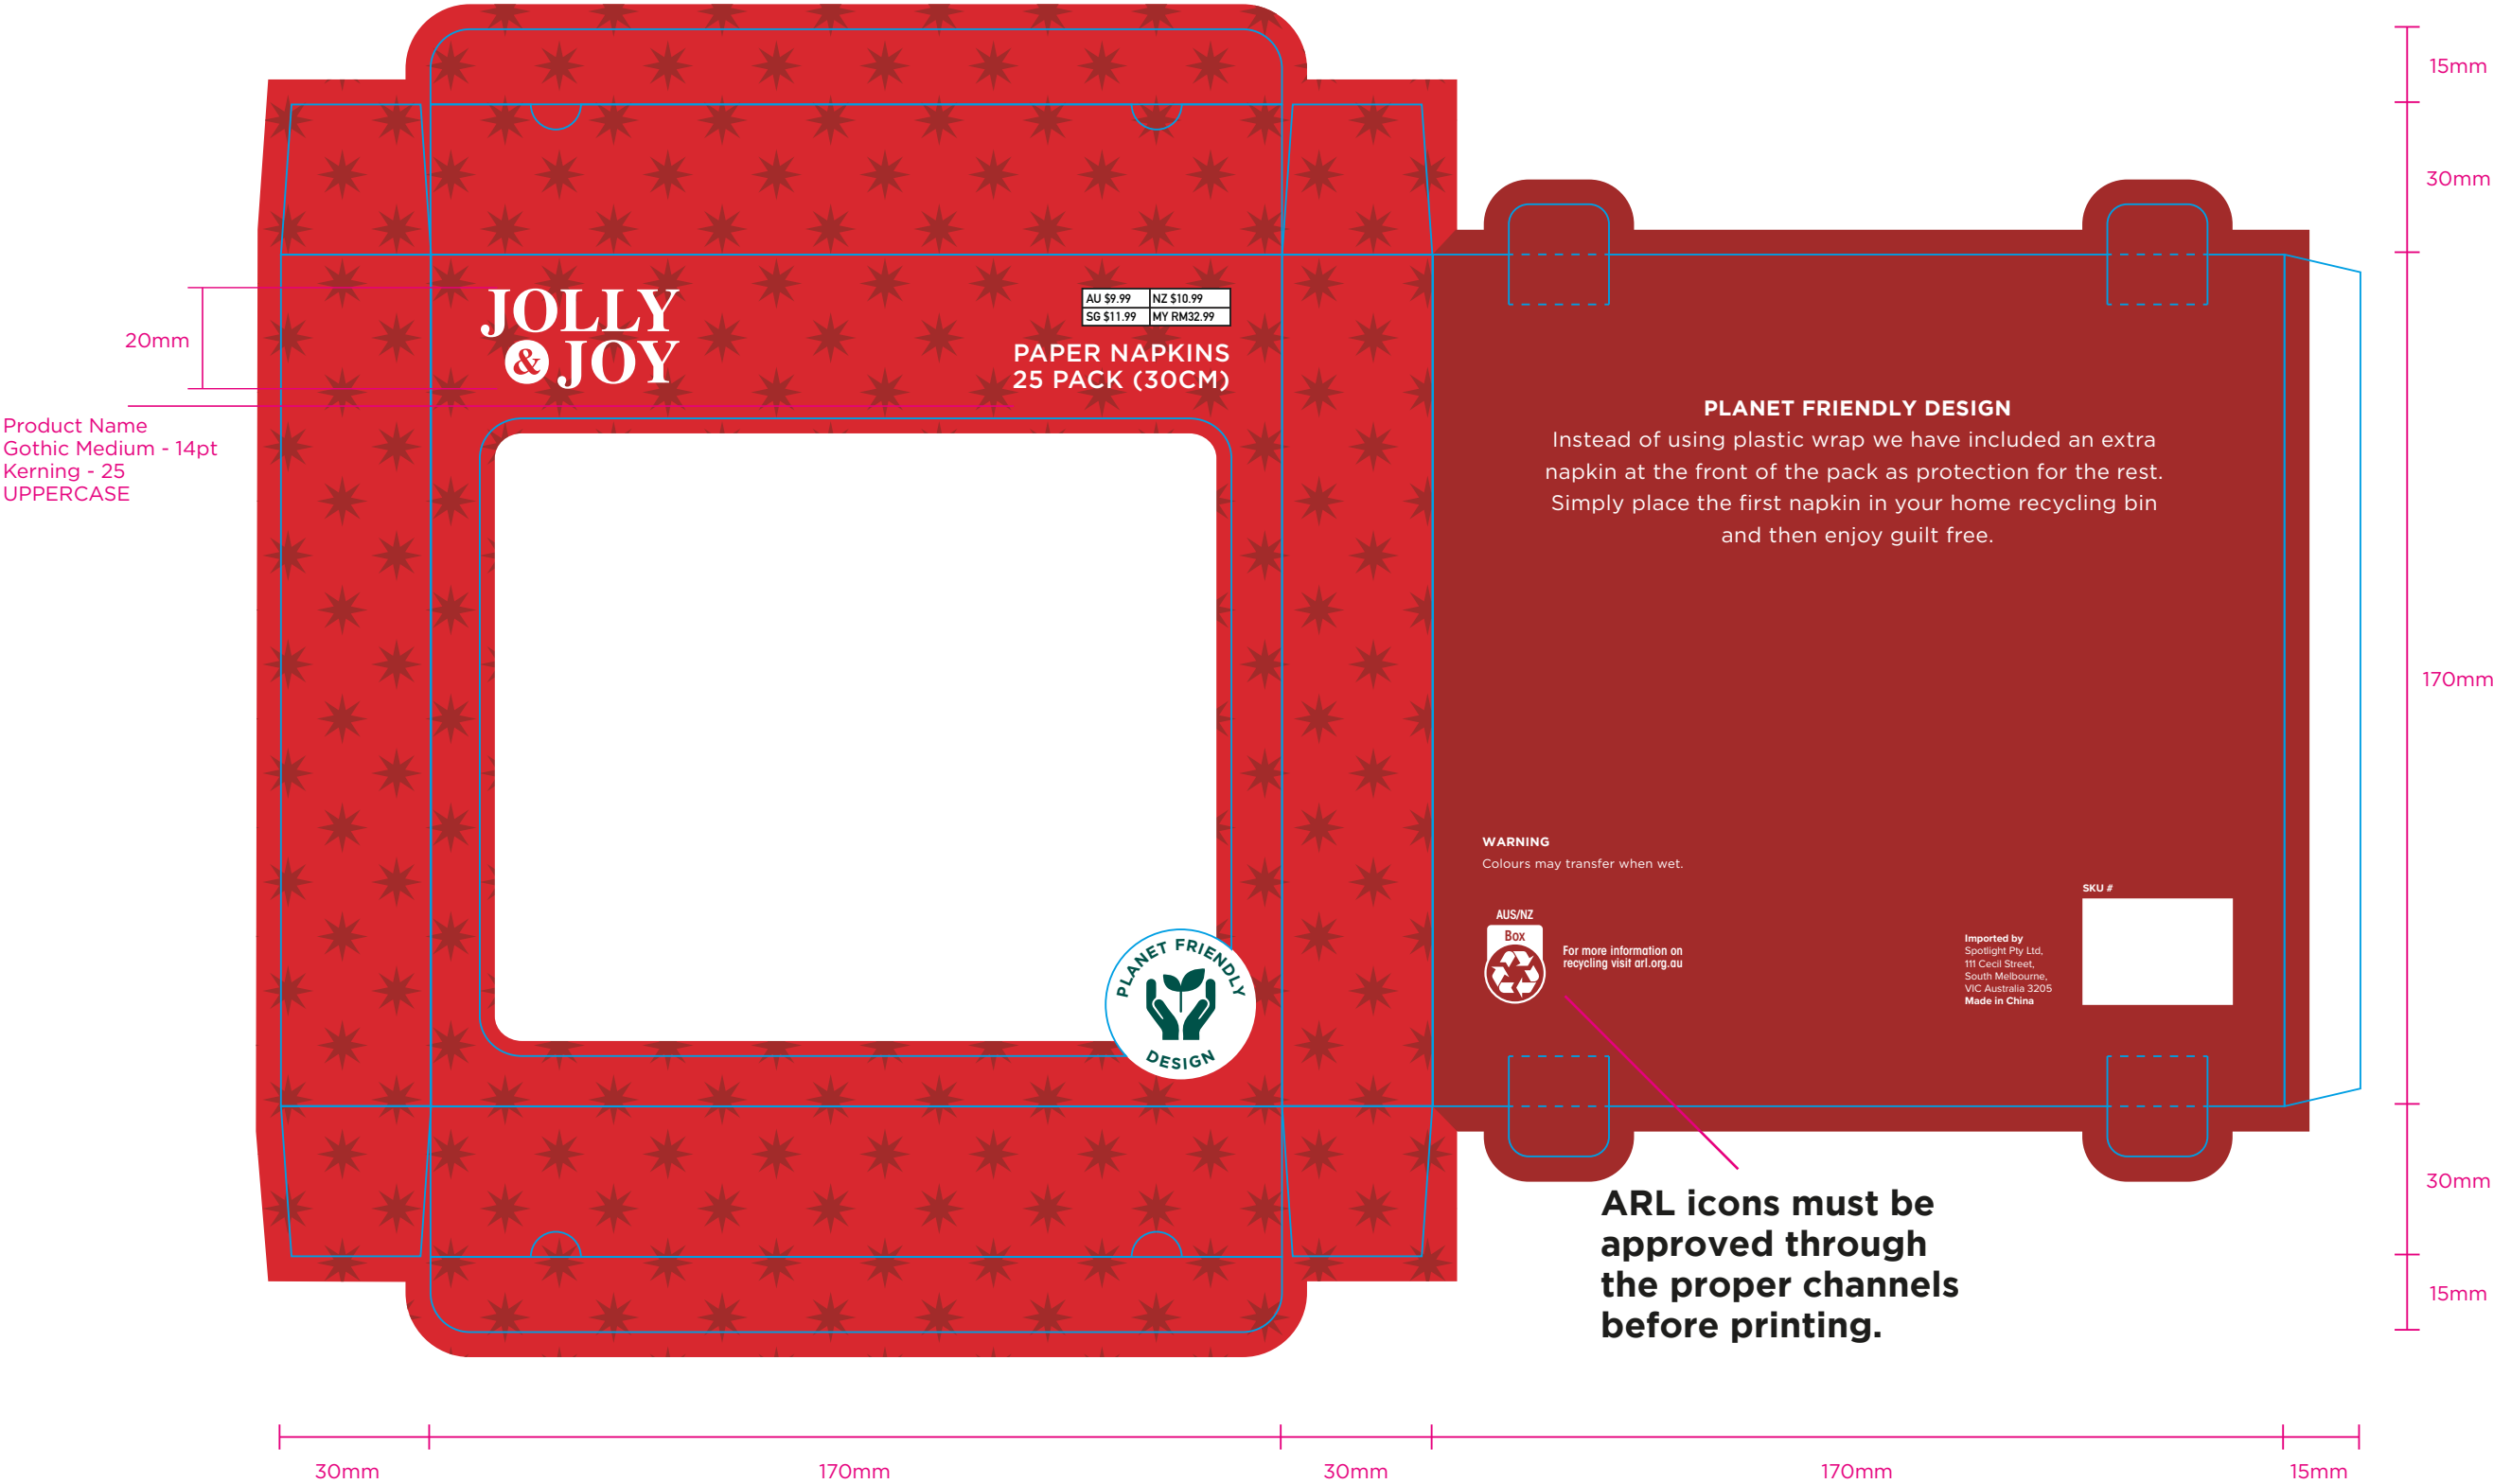 15mm
30mm
JOLLY
& JOY
AU $9.99 NZ $10.99
SG $11.99 MY RM32.99
PAPER NAPKINS
25 PACK (30CM)
20mm
Product Name
Gothic Medium - 14pt
Kerning - 25
UPPERCASE
PLANET FRIENDLY DESIGN
Instead of using plastic wrap we have included an extra
napkin at the front of the pack as protection for the rest.
Simply place the first napkin in your home recycling bin
and then enjoy guilt free.
170mm
WARNING
Colours may transfer when wet.
AUS/NZ
Box
For more information on
recycling visit arl.org.au
SKU #
Imported by
Spotlight Pty Ltd,
111 Cecil Street,
South Melbourne,
VIC Australia 3205
Made in China
PLANET FRIENDLY
DESIGN
ARL icons must be
approved through
the proper channels
before printing.
30mm
15mm
30mm
170mm
30mm
170mm
15mm